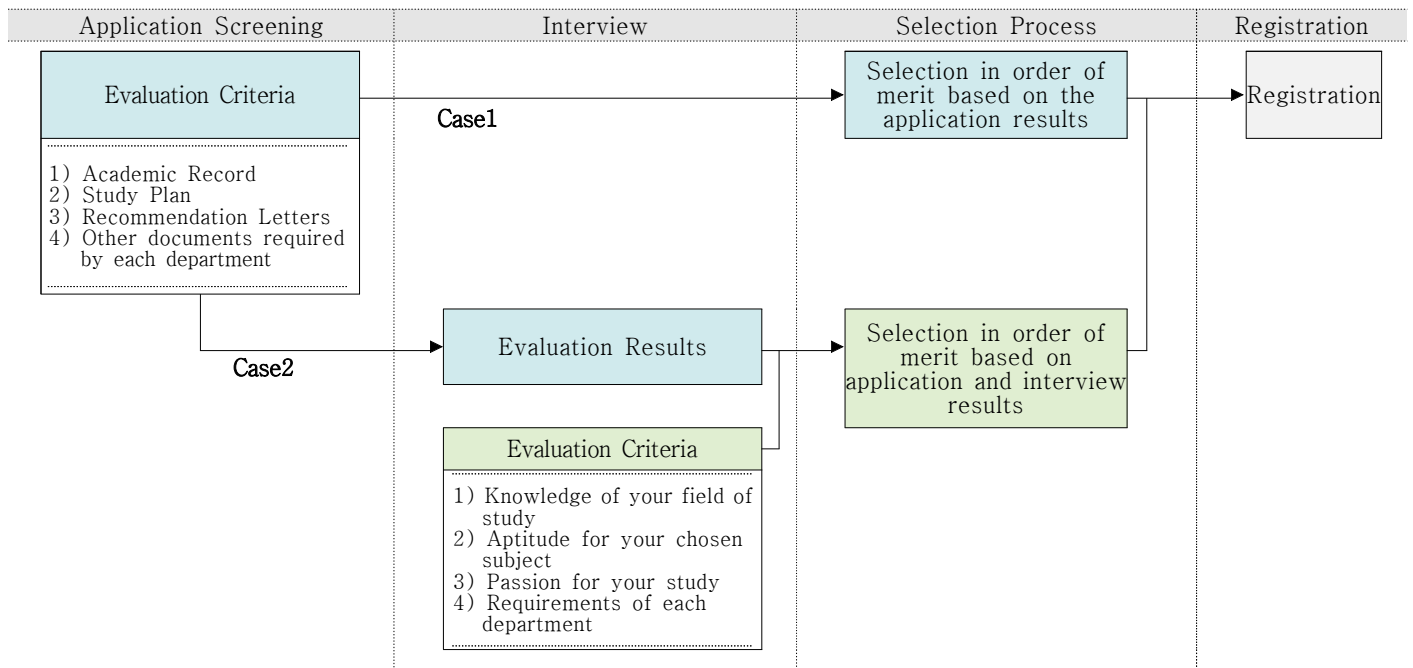 Application Screening
Interview
Selection Process
Registration
Evaluation Criteria
1) Academic Record
2) Study Plan
3) Recommendation Letters
4) Other documents required
by each department
Case1
Selection in order of
merit based on the
application results
Registration
Case2
Evaluation Results
Selection in order of
merit based on
application and interview
results
Evaluation Criteria
1) Knowledge of your field of
study
2) Aptitude for your chosen
subject
3) Passion for your study
4) Requirements of each
department